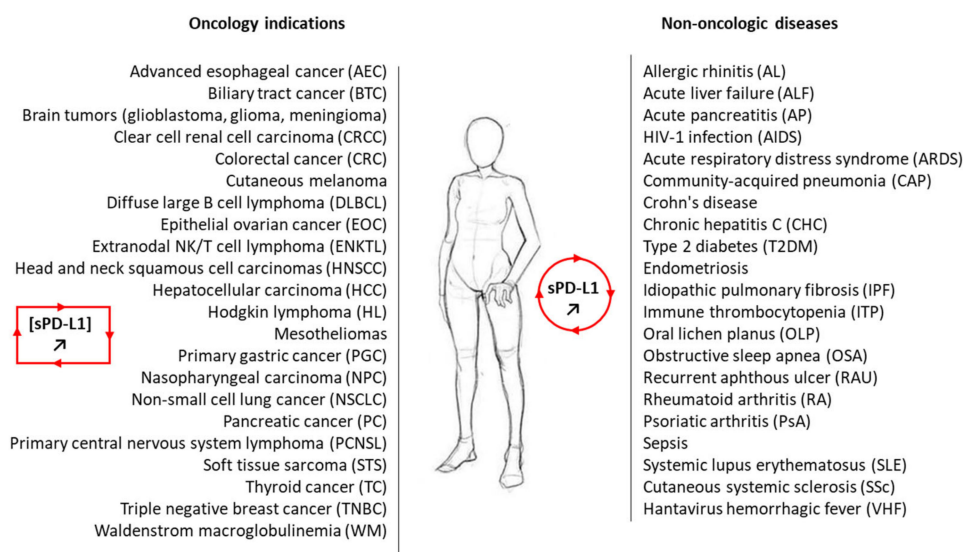 Oncology indications
Advanced esophageal cancer (AEC)
Biliary tract cancer (BTC)
Brain tumors (glioblastoma, glioma, meningioma)
Clear cell renal cell carcinoma (CRCC)
Colorectal cancer (CRC)
Cutaneous melanoma
Diffuse large B cell lymphoma (DLBCL)
Epithelial ovarian cancer (EOC)
Extranodal NK/T cell lymphoma (ENKTL)
Head and neck squamous cell carcinomas (HNSCC)
Hepatocellular carcinoma (HCC)
Hodgkin lymphoma (HL)
Mesotheliomas
Primary gastric cancer (PGC)
Nasopharyngeal carcinoma (NPC)
Non-small cell lung cancer (NSCLC)
Pancreatic cancer (PC)
Primary central nervous system lymphoma (PCNSL)
Soft tissue sarcoma (STS)
Thyroid cancer (TC)
Triple negative breast cancer (TNBC)
Waldenstrom macroglobulinemia (WM)
[sPD-L1]
↗
sPD-L1
↗
Non-oncologic diseases
Allergic rhinitis (AL)
Acute liver failure (ALF)
Acute pancreatitis (AP)
HIV-1 infection (AIDS)
Acute respiratory distress syndrome (ARDS)
Community-acquired pneumonia (CAP)
Crohn's disease
Chronic hepatitis C (CHC)
Type 2 diabetes (T2DM)
Endometriosis
Idiopathic pulmonary fibrosis (IPF)
Immune thrombocytopenia (ITP)
Oral lichen planus (OLP)
Obstructive sleep apnea (OSA)
Recurrent aphthous ulcer (RAU)
Rheumatoid arthritis (RA)
Psoriatic arthritis (PsA)
Sepsis
Systemic lupus erythematosus (SLE)
Cutaneous systemic sclerosis (SSc)
Hantavirus hemorrhagic fever (VHF)